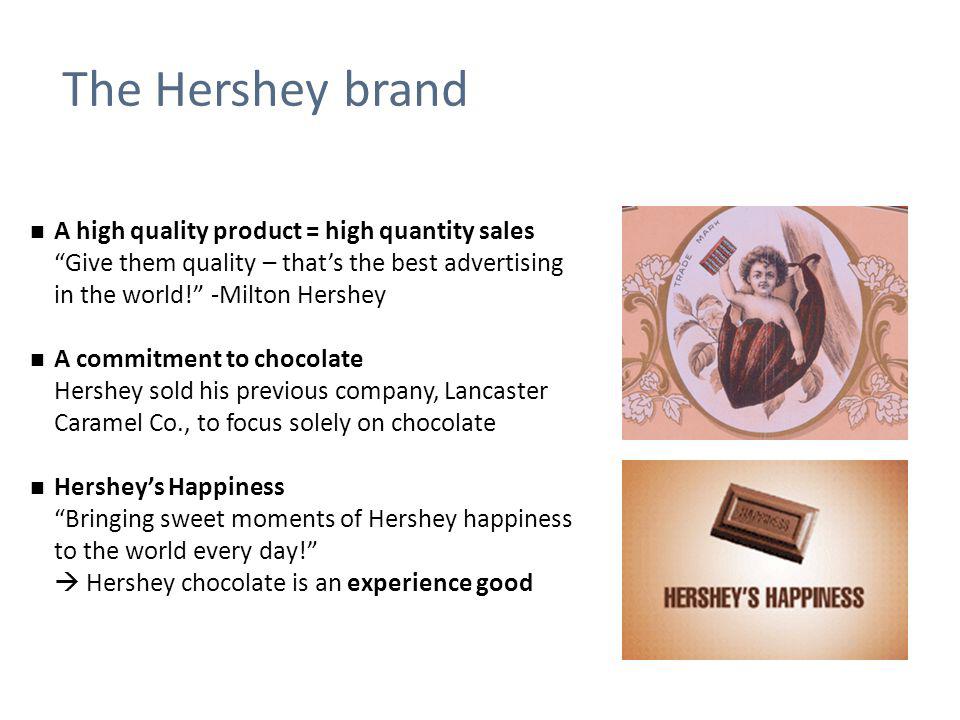 The Hershey brand
■ A high quality product = high quantity sales
“Give them quality – that’s the best advertising
in the world!” -Milton Hershey
■ A commitment to chocolate
Hershey sold his previous company, Lancaster
Caramel Co., to focus solely on chocolate
■ Hershey’s Happiness
“Bringing sweet moments of Hershey happiness
to the world every day!”
→ Hershey chocolate is an experience good
TRADE MARK
HAPPINESS
HERSHEY'S HAPPINESS